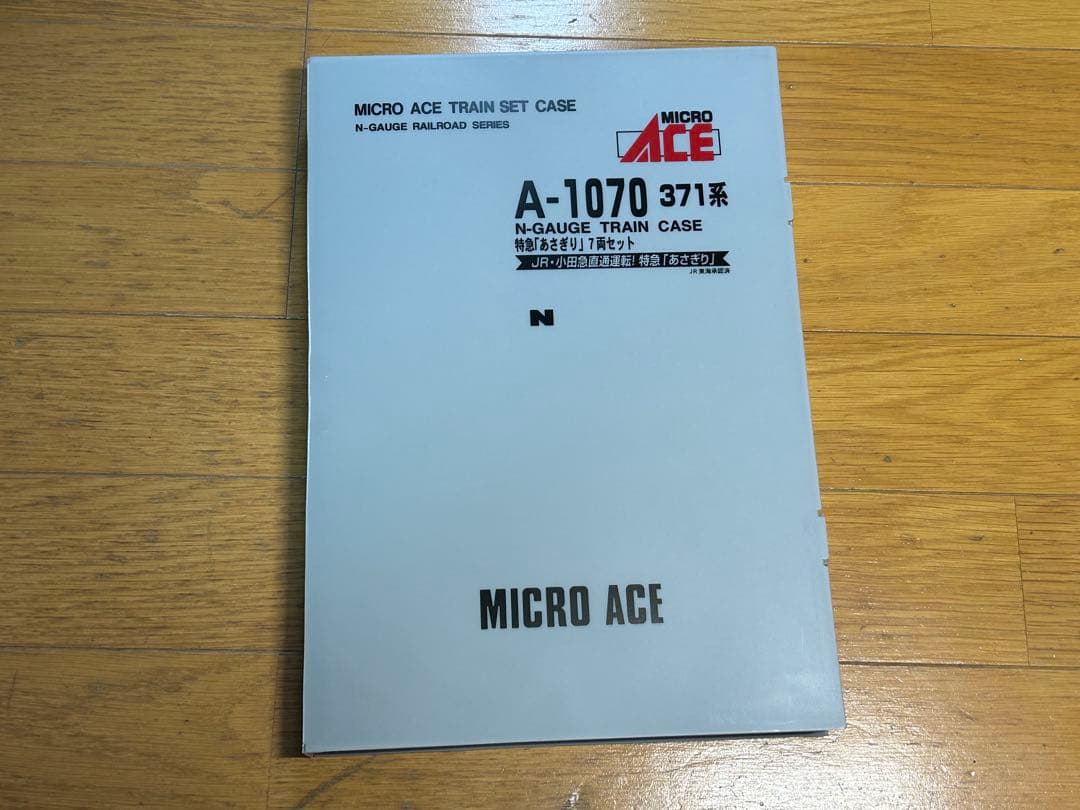 MICRO ACE TRAIN SET CASE
N-GAUGE RAILROAD SERIES
MICRO
ACE
A-1070 371系
N-GAUGE TRAIN CASE
特急「あさぎり」7両セット
JR・小田急直通運転!特急「あさぎり」
JR東海承認済
N
MICRO ACE